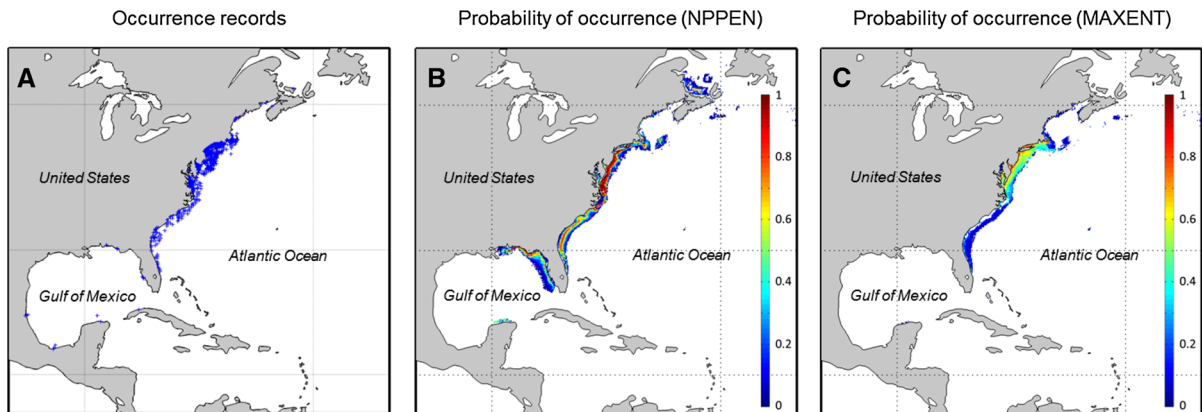 Occurrence records
Probability of occurrence (NPPEN)
Probability of occurrence (MAXENT)
A
United States
Atlantic Ocean
Gulf of Mexico
B
United States
Atlantic Ocean
Gulf of Mexico
1
0.8
0.6
0.4
0.2
0
C
United States
Atlantic Ocean
Gulf of Mexico
1
0.8
0.6
0.4
0.2
0